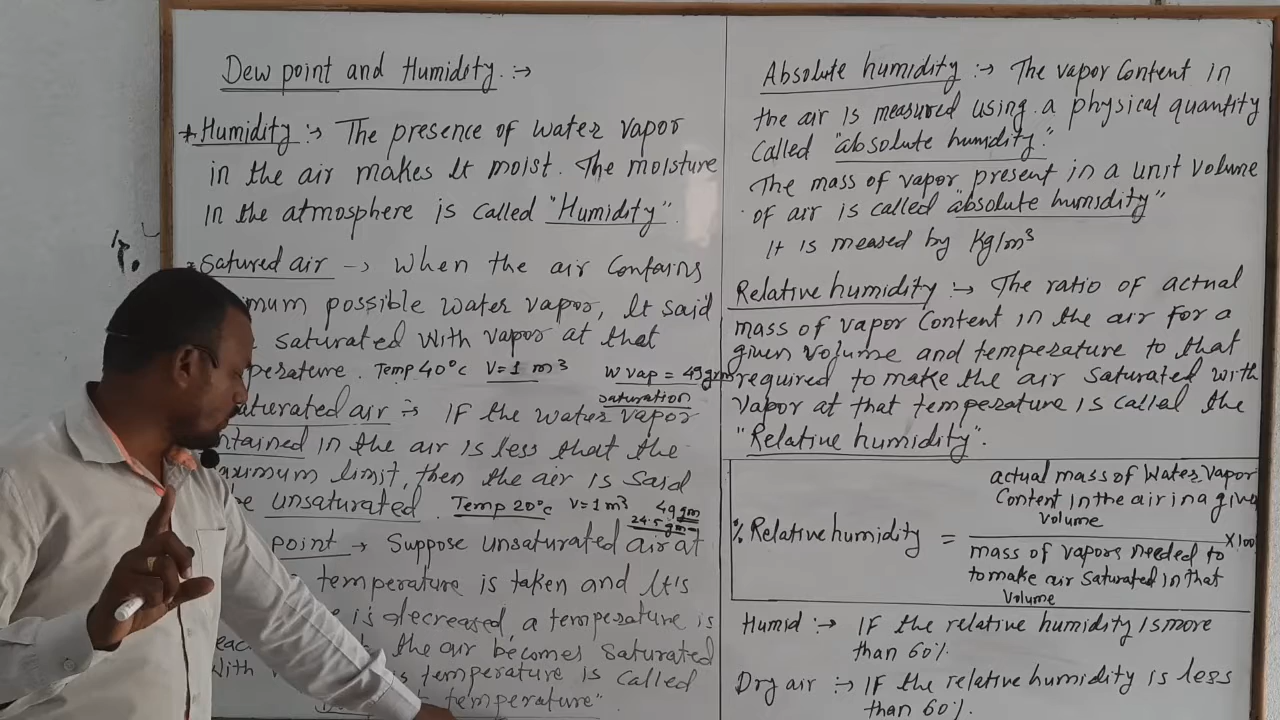 Dew point and Humidity :→
* Humidity :→ The presence of water vapor
in the air makes It moist. The moisture
In the atmosphere is called "Humidity".
* Satured air → When the air Contains
mum possible water vapor, It said
saturated with vapor at that
perature. Temp 40°c V=1 m³ W vap = 49 grm
saturation
aturated air :- IF the water vapor
ntained in the air is less that the
aximum limit, then the air is said
be unsaturated. Temp 20°c V=1m³ 49 gm
24.5 gm
point → Suppose unsaturated air at
temperature is taken and It's
is decreased, a temperature is
eac the air becomes saturated
with temperature is called
temperature".
Absolute humidity :→ The vapor Content in
the air is measured using a physical quantity
Called "absolute humidity."
The mass of vapor present in a unit volume
of air is called "absolute humidity"
It is meased by Kg/m³
Relative humidity :→ The ratio of actual
mass of vapor Content in the air for a
given volume and temperature to that
required to make the air saturated with
vapor at that temperature is called the
"Relative humidity".
% Relative humidity = actual mass of water vapor
Content in the air in a given
volume
mass of vapors needed to
to make air saturated in that
volume
X100
Humid :→ IF the relative humidity is more
than 60%.
Dry air :→ IF the relative humidity is less
than 60%.